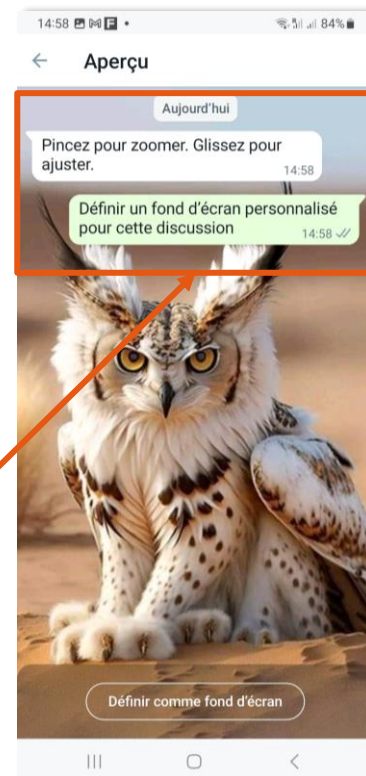 14:58 84%
Aperçu
Aujourd'hui
Pincez pour zoomer. Glissez pour
ajuster. 14:58
Définir un fond d'écran personnalisé
pour cette discussion 14:58
Définir comme fond d'écran